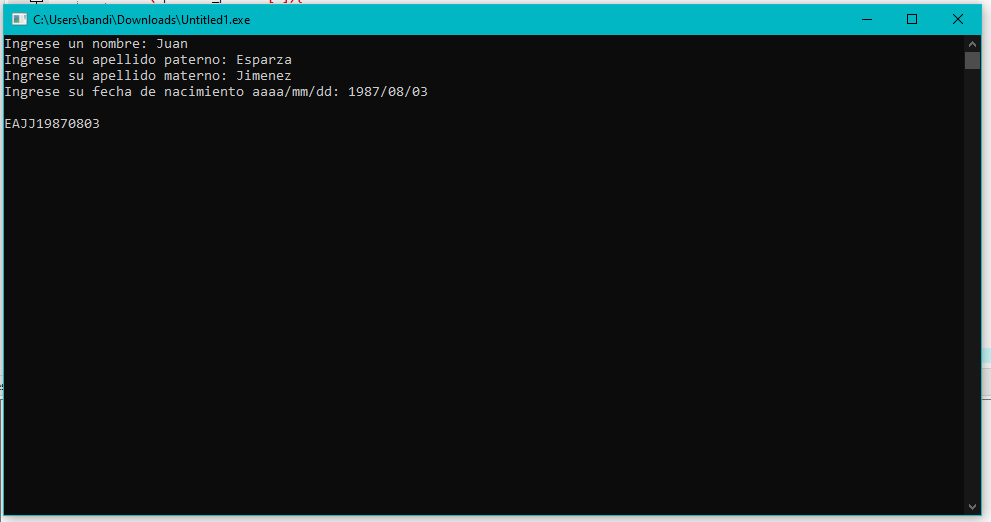 C:\Users\bandi\Downloads\Untitled1.exe
Ingrese un nombre: Juan
Ingrese su apellido paterno: Esparza
Ingrese su apellido materno: Jimenez
Ingrese su fecha de nacimiento aaaa/mm/dd: 1987/08/03
EAJJ19870803